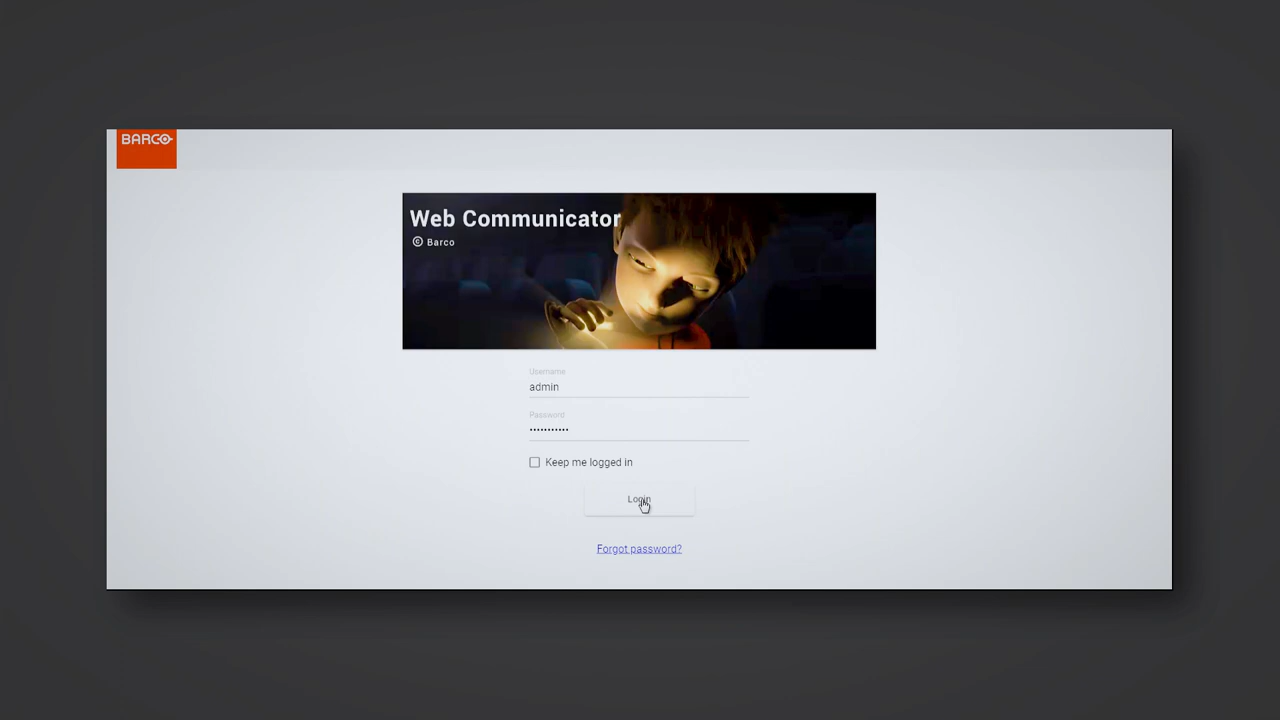 BARCO
Web Communicator
© Barco
Username
admin
Password
•••••••••••
Keep me logged in
Login
Forgot password?